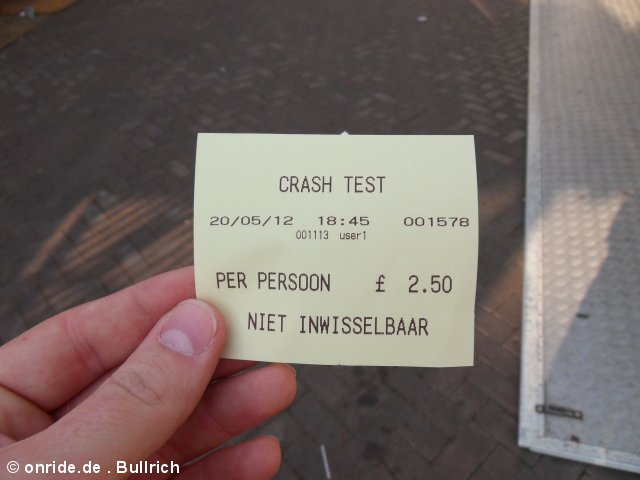 CRASH TEST
20/05/12 18:45 001578
001113 user1
PER PERSOON £ 2.50
NIET INWISSELBAAR
© onride.de . Bullrich